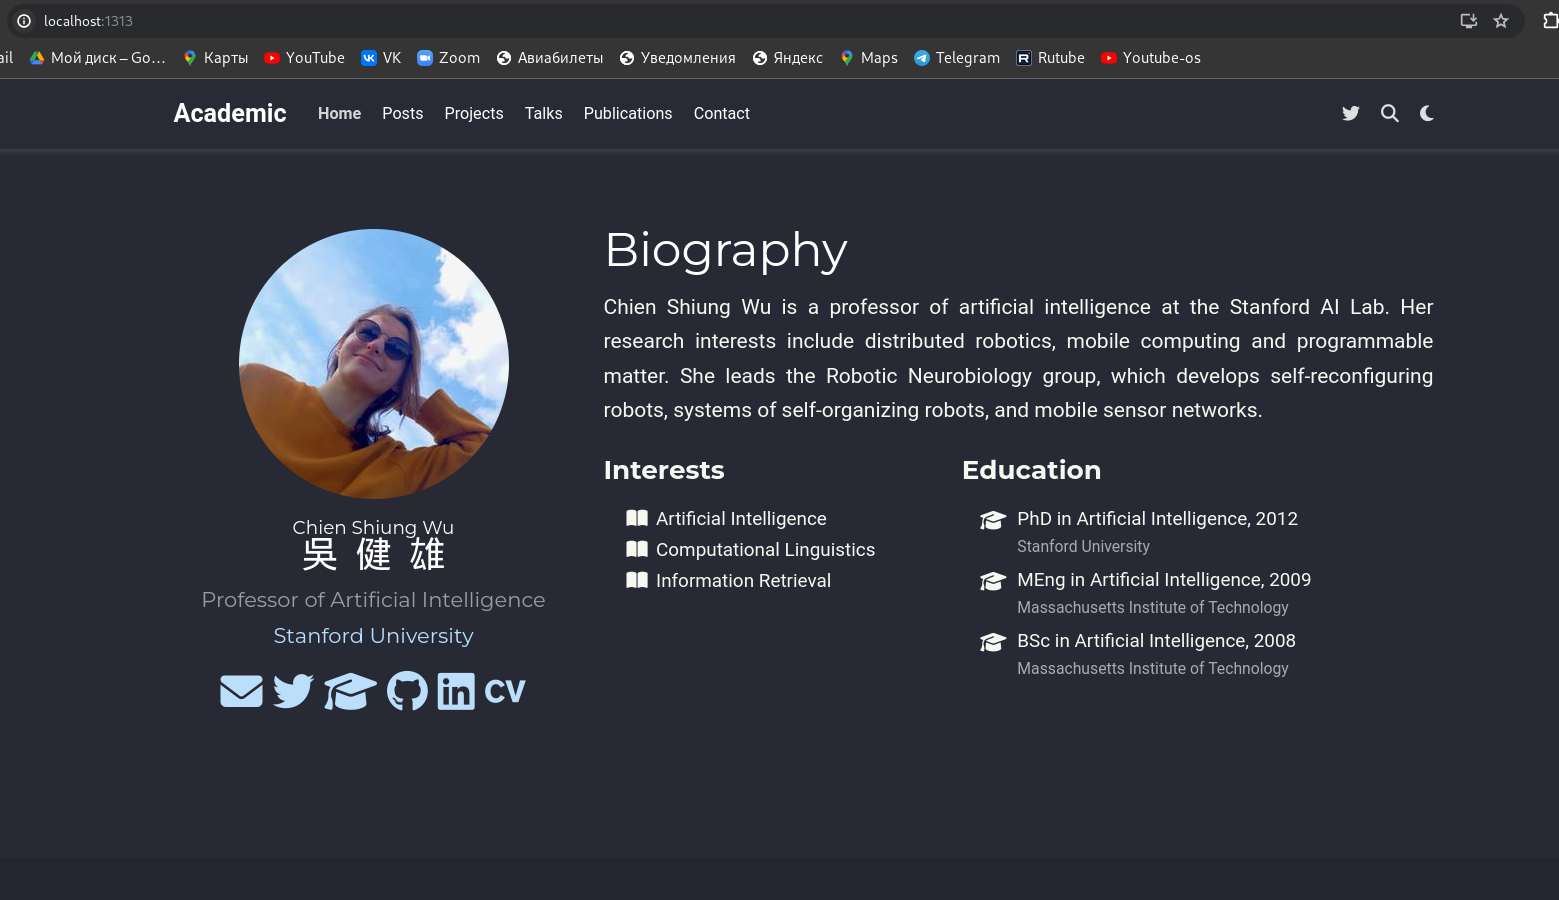 localhost:1313
ail Мой диск – Go... Карты YouTube VK Zoom Авиабилеты Уведомления Яндекс Maps Telegram Rutube Youtube-os
Academic Home Posts Projects Talks Publications Contact
Chien Shiung Wu
吳健雄
Professor of Artificial Intelligence
Stanford University
CV
Biography
Chien Shiung Wu is a professor of artificial intelligence at the Stanford AI Lab. Her
research interests include distributed robotics, mobile computing and programmable
matter. She leads the Robotic Neurobiology group, which develops self-reconfiguring
robots, systems of self-organizing robots, and mobile sensor networks.
Interests
Artificial Intelligence
Computational Linguistics
Information Retrieval
Education
PhD in Artificial Intelligence, 2012
Stanford University
MEng in Artificial Intelligence, 2009
Massachusetts Institute of Technology
BSc in Artificial Intelligence, 2008
Massachusetts Institute of Technology